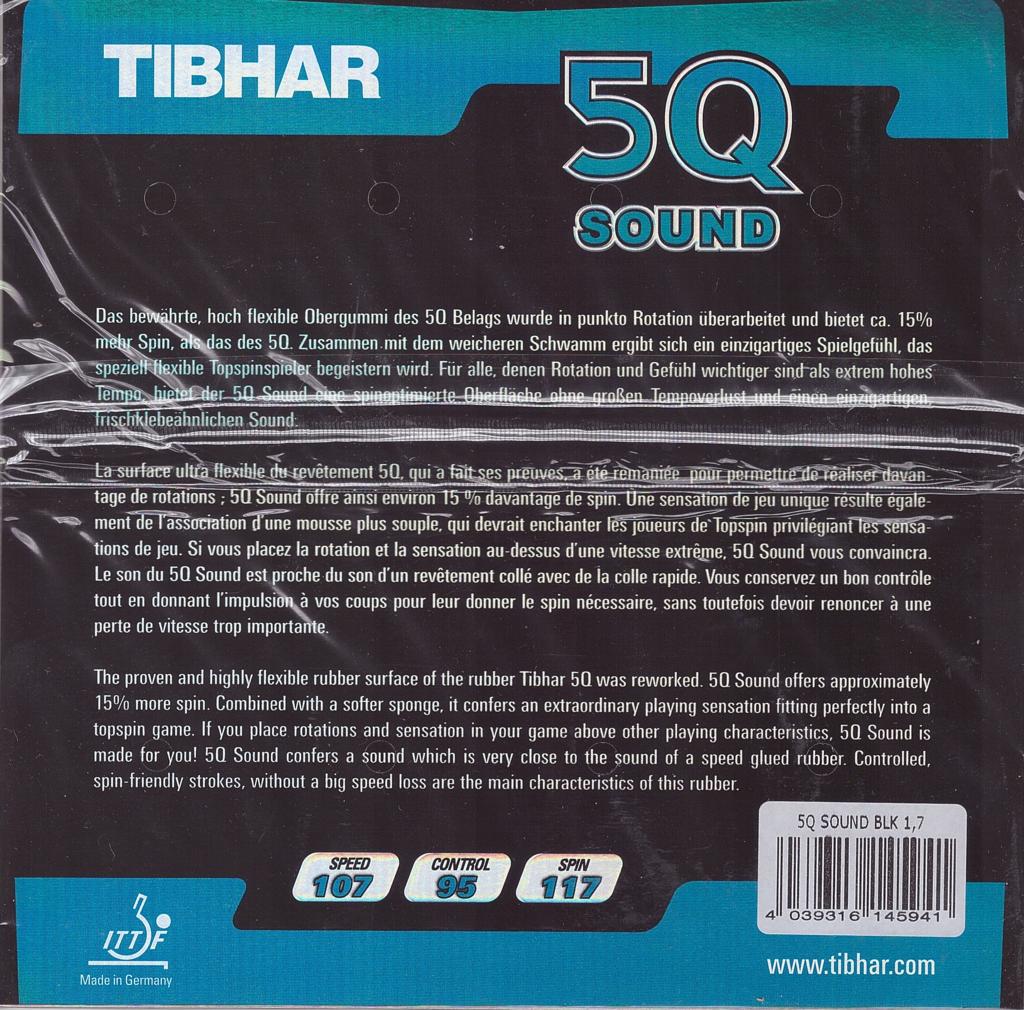 TIBHAR
5Q
SOUND
Das bewährte, hoch flexible Obergummi des 5Q Belags wurde in punkto Rotation überarbeitet und bietet ca. 15%
mehr Spin, als das des 5Q. Zusammen mit dem weicheren Schwamm ergibt sich ein einzigartiges Spielgefühl, das
speziell flexible Topspinspieler begeistern wird. Für alle, denen Rotation und Gefühl wichtiger sind als extrem hohes
Tempo, bietet der 5Q Sound eine spinoptimierte Oberfläche ohne großen Tempoverlust und einen einzigartigen,
frischklebeähnlichen Sound.
La surface ultra flexible du revêtement 5Q, qui a fait ses preuves, a été remaniée pour permettre de réaliser davan-
tage de rotations ; 5Q Sound offre ainsi environ 15 % davantage de spin. Une sensation de jeu unique résulte égale-
ment de l'association d'une mousse plus souple, qui devrait enchanter les joueurs de Topspin privilégiant les sensa-
tions de jeu. Si vous placez la rotation et la sensation au-dessus d'une vitesse extrême, 5Q Sound vous convaincra.
Le son du 5Q Sound est proche du son d'un revêtement collé avec de la colle rapide. Vous conservez un bon contrôle
tout en donnant l'impulsion à vos coups pour leur donner le spin nécessaire, sans toutefois devoir renoncer à une
perte de vitesse trop importante.
The proven and highly flexible rubber surface of the rubber Tibhar 5Q was reworked. 5Q Sound offers approximately
15% more spin. Combined with a softer sponge, it confers an extraordinary playing sensation fitting perfectly into a
topspin game. If you place rotations and sensation in your game above other playing characteristics, 5Q Sound is
made for you! 5Q Sound confers a sound which is very close to the sound of a speed glued rubber. Controlled,
spin-friendly strokes, without a big speed loss are the main characteristics of this rubber.
5Q SOUND BLK 1,7
4 039316 145941
SPEED
107
CONTROL
95
SPIN
117
ITTF
Made in Germany
www.tibhar.com